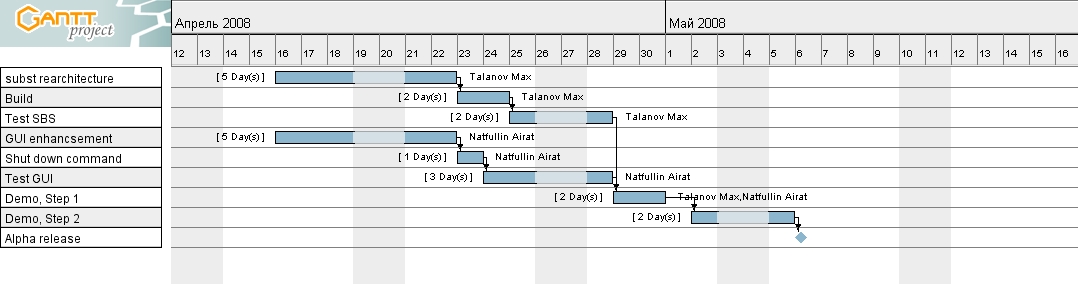 GANTT
project
Апрель 2008 Май 2008
12 13 14 15 16 17 18 19 20 21 22 23 24 25 26 27 28 29 30 1 2 3 4 5 6 7 8 9 10 11 12 13 14 15 16
subst rearchitecture [ 5 Day(s) ] Talanov Max
Build [ 2 Day(s) ] Talanov Max
Test SBS [ 2 Day(s) ] Talanov Max
GUI enhancsement [ 5 Day(s) ] Natfullin Airat
Shut down command [ 1 Day(s) ] Natfullin Airat
Test GUI [ 3 Day(s) ] Natfullin Airat
Demo, Step 1 [ 2 Day(s) ] Talanov Max,Natfullin Airat
Demo, Step 2 [ 2 Day(s) ]
Alpha release